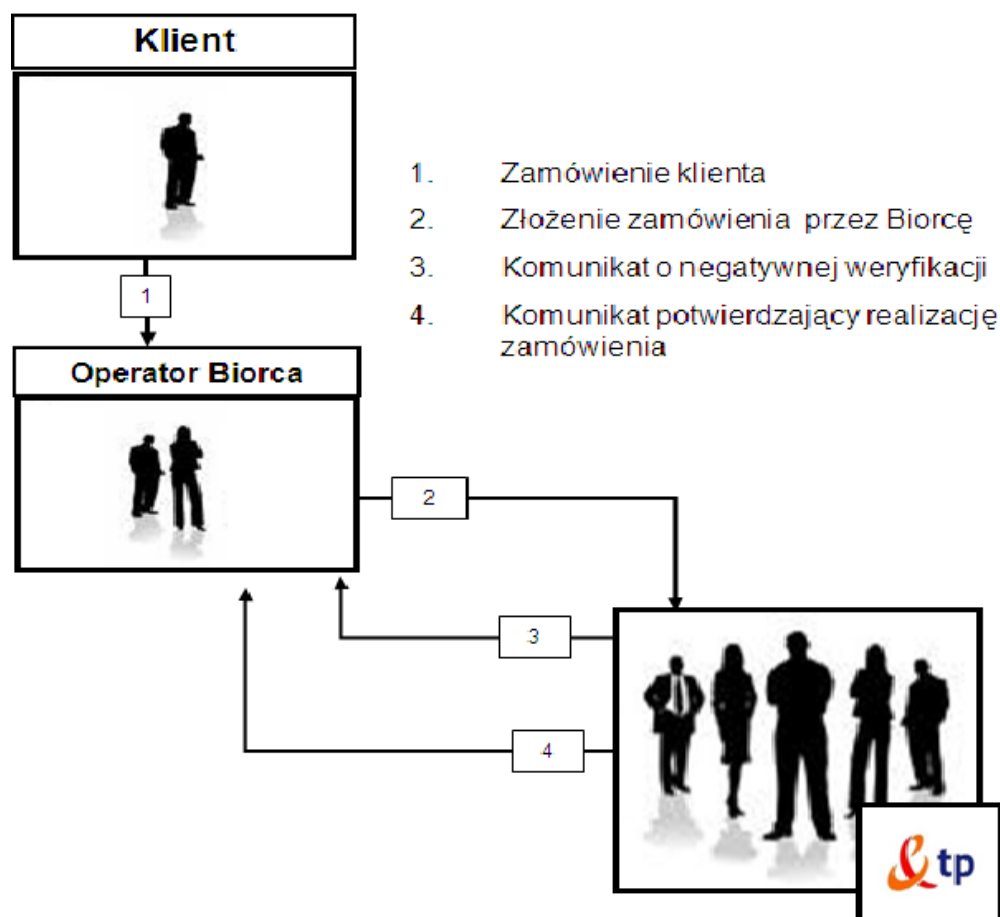 Klient
1. Zamówienie klienta
2. Złożenie zamówienia przez Biorcę
3. Komunikat o negatywnej weryfikacji
4. Komunikat potwierdzający realizację
zamówienia
1
Operator Biorca
2
3
4
tp